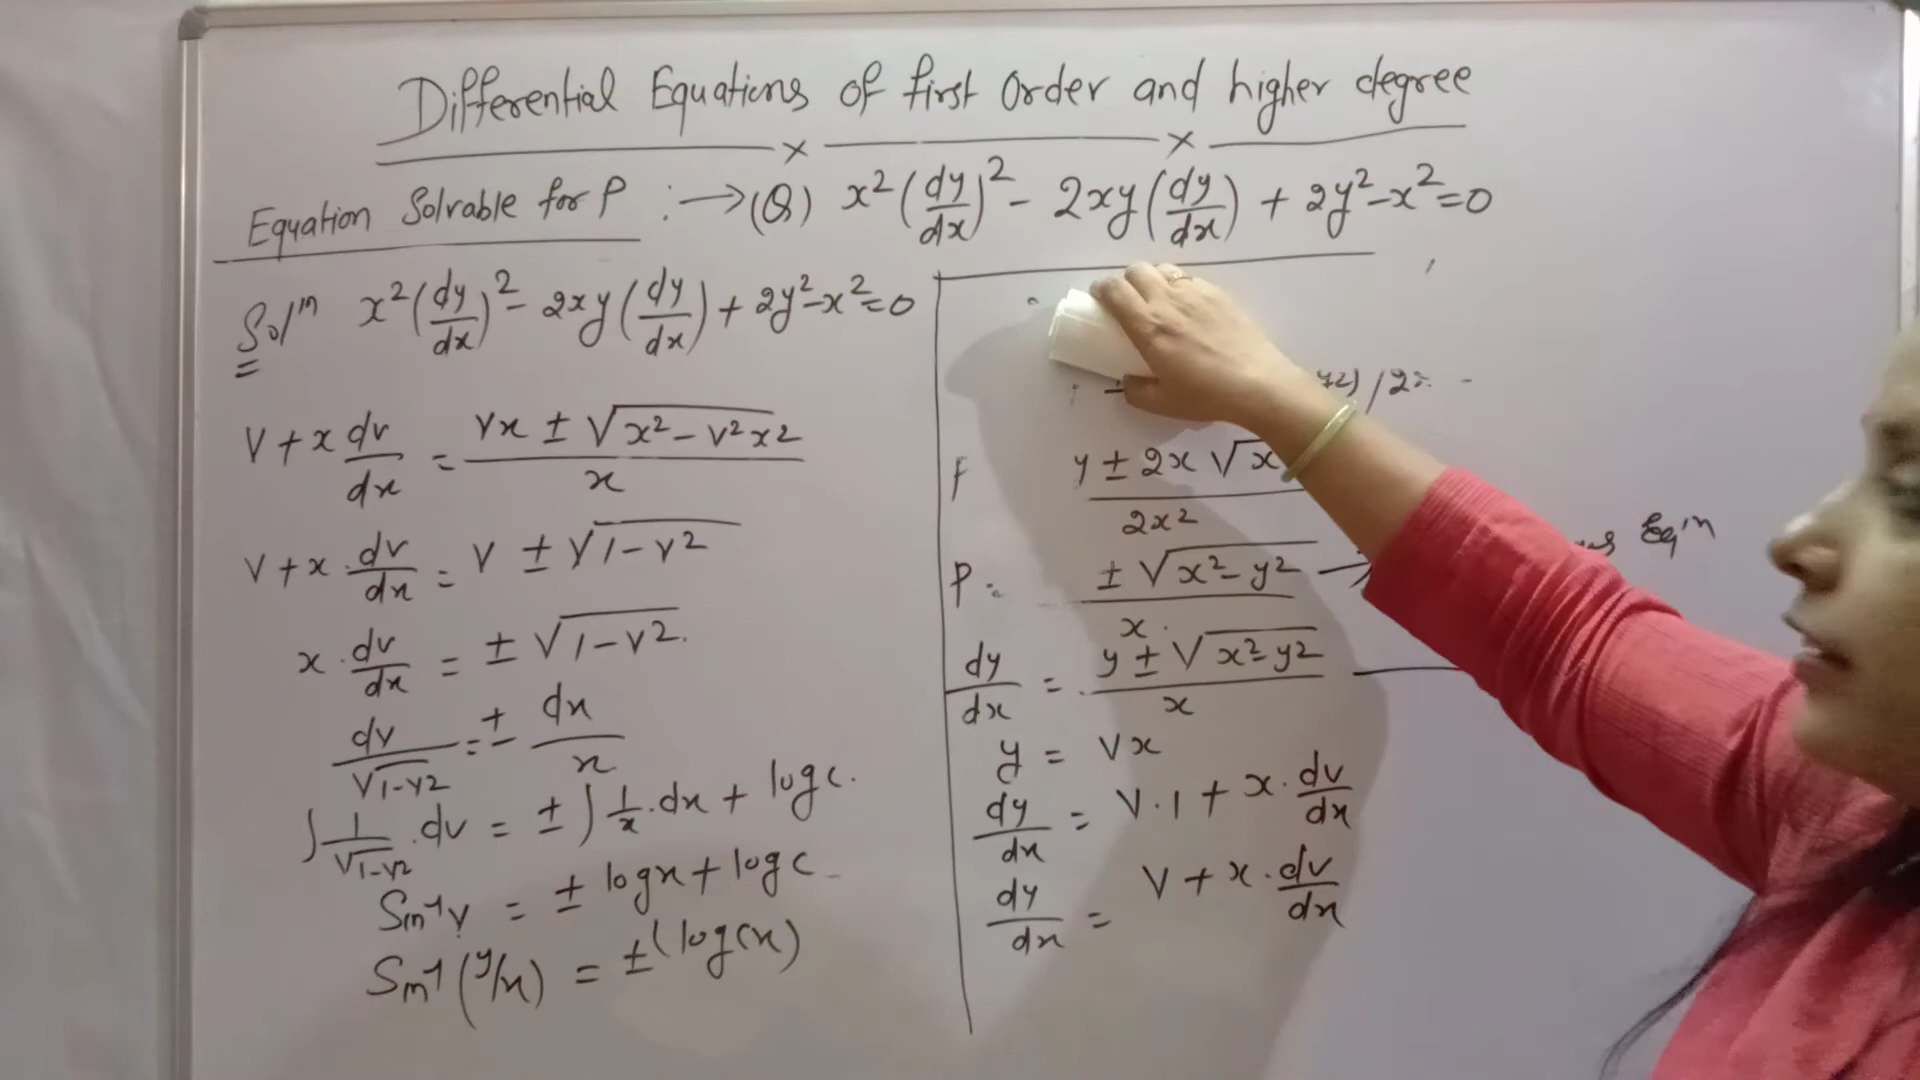 Differential Equations of first Order and higher degree
Equation Solvable for P :→ (Q) x²(dy/dx)² - 2xy(dy/dx) + 2y²-x²=0
Solⁿ x²(dy/dx)² - 2xy(dy/dx) + 2y²-x²=0
V + x dv/dx = (vx ± √(x²-v²x²))/x
V + x.dv/dx = V ± √(1-v²)
x.dv/dx = ± √(1-v²).
dv/√(1-v²) = ± dx/x
∫ 1/√(1-v²) .dv = ± ∫ 1/x .dx + log c.
Sin⁻¹v = ± log x + log c
Sin⁻¹(y/x) = ± (log cx)
y ± 2x √x
2x²
P
± √(x²-y²) →
x
Eqⁿ
dy/dx = (y ± √(x²-y²))/x
y = Vx
dy/dx = V.1 + x.dv/dx
dy/dx = V + x.dv/dx